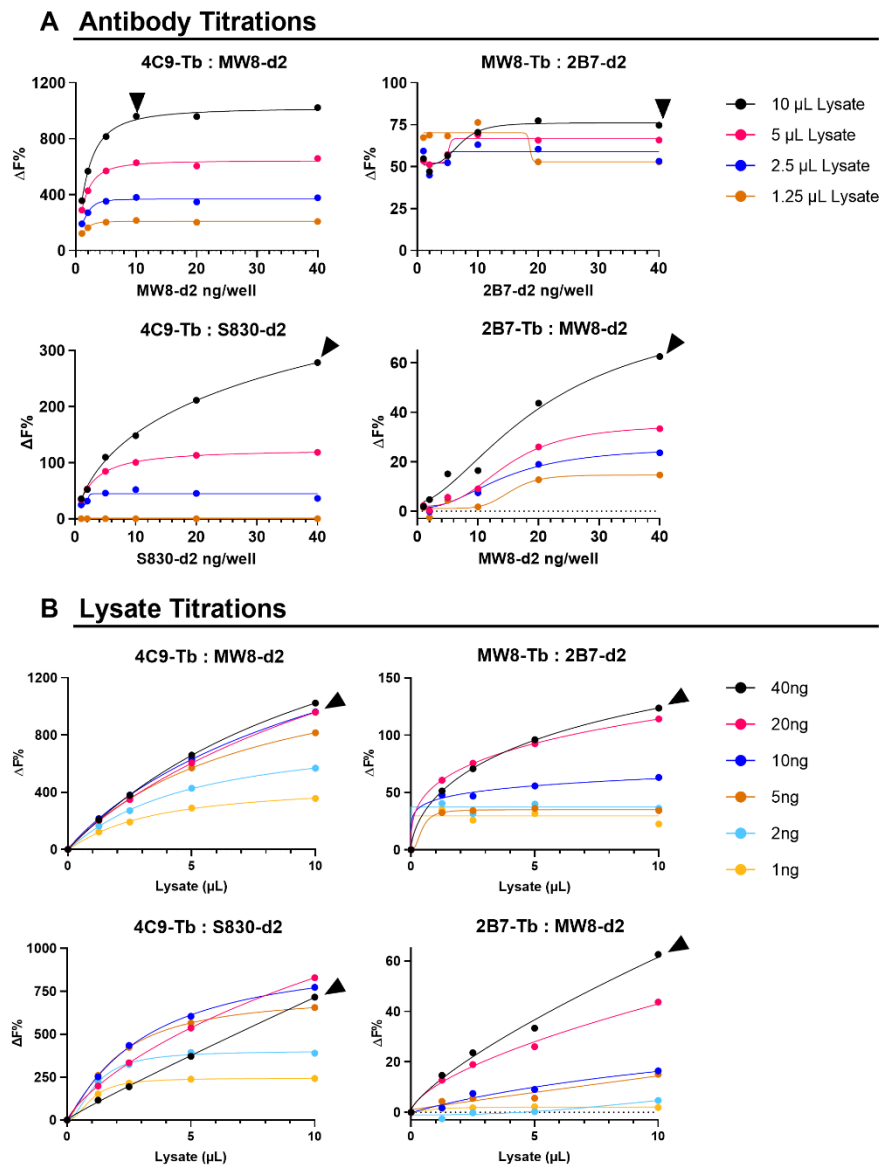 A Antibody Titrations
4C9-Tb : MW8-d2
1200
800
400
0
ΔF%
0 10 20 30 40
MW8-d2 ng/well
MW8-Tb : 2B7-d2
100
75
50
25
0
ΔF%
0 10 20 30 40
2B7-d2 ng/well
10 µL Lysate
5 µL Lysate
2.5 µL Lysate
1.25 µL Lysate
4C9-Tb : S830-d2
300
200
100
0
ΔF%
0 10 20 30 40
S830-d2 ng/well
2B7-Tb : MW8-d2
60
40
20
0
ΔF%
0 10 20 30 40
MW8-d2 ng/well
B Lysate Titrations
4C9-Tb : MW8-d2
1200
800
400
0
ΔF%
0 5 10
Lysate (µL)
MW8-Tb : 2B7-d2
150
100
50
0
ΔF%
0 5 10
Lysate (µL)
40ng
20ng
10ng
5ng
2ng
1ng
4C9-Tb : S830-d2
1000
750
500
250
0
ΔF%
0 5 10
Lysate (µL)
2B7-Tb : MW8-d2
60
40
20
0
ΔF%
0 5 10
Lysate (µL)